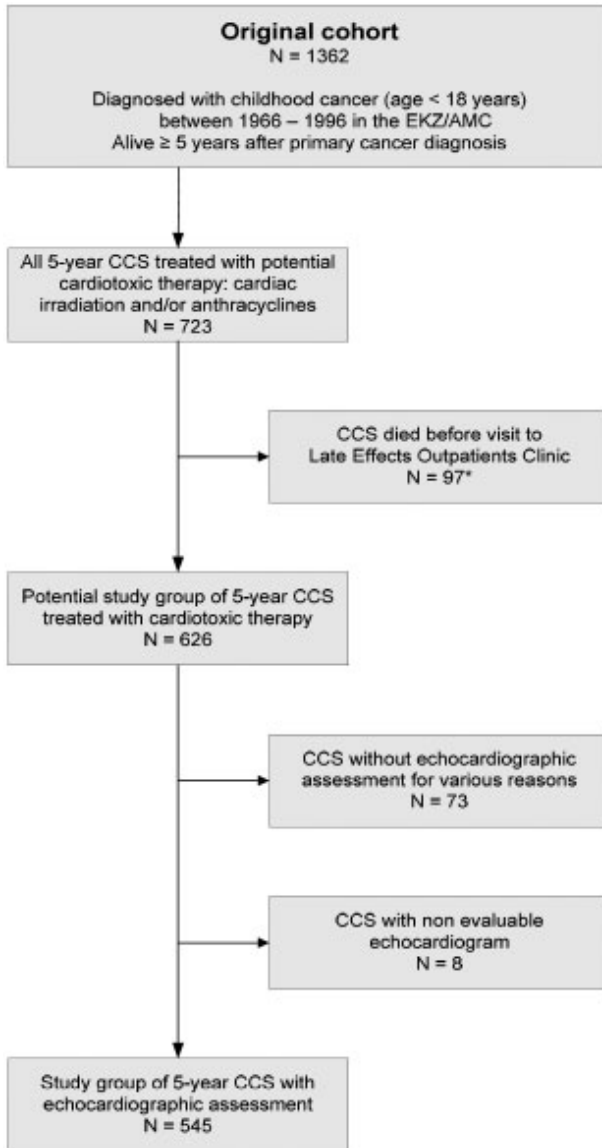 Original cohort
N = 1362
Diagnosed with childhood cancer (age < 18 years)
between 1966 – 1996 in the EKZ/AMC
Alive ≥ 5 years after primary cancer diagnosis
All 5-year CCS treated with potential
cardiotoxic therapy: cardiac
irradiation and/or anthracyclines
N = 723
CCS died before visit to
Late Effects Outpatients Clinic
N = 97*
Potential study group of 5-year CCS
treated with cardiotoxic therapy
N = 626
CCS without echocardiographic
assessment for various reasons
N = 73
CCS with non evaluable
echocardiogram
N = 8
Study group of 5-year CCS with
echocardiographic assessment
N = 545